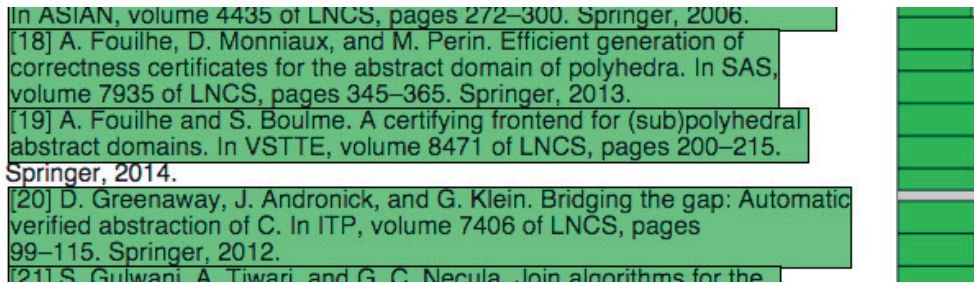 In ASIAN, volume 4435 of LNCS, pages 272–300. Springer, 2006.
[18] A. Fouilhe, D. Monniaux, and M. Perin. Efficient generation of
correctness certificates for the abstract domain of polyhedra. In SAS,
volume 7935 of LNCS, pages 345–365. Springer, 2013.
[19] A. Fouilhe and S. Boulme. A certifying frontend for (sub)polyhedral
abstract domains. In VSTTE, volume 8471 of LNCS, pages 200–215.
Springer, 2014.
[20] D. Greenaway, J. Andronick, and G. Klein. Bridging the gap: Automatic
verified abstraction of C. In ITP, volume 7406 of LNCS, pages
99–115. Springer, 2012.
[21] S. Gulwani, A. Tiwari, and G. C. Necula. Join algorithms for the